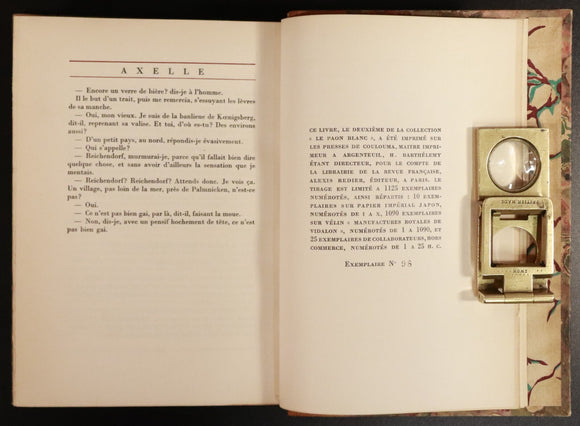 AXELLE
— Encore un verre de bière? dis-je à l'homme.
Il le but d'un trait, puis me remercia, s'essuyant les lèvres
de sa manche.
— Oui, mon vieux. Je suis de la banlieue de Kœnigsberg,
dit-il, reprenant sa valise. Et toi, d'où es-tu? Des environs
aussi?
— D'un petit pays, au nord, répondis-je évasivement.
— Qui s'appelle?
— Reichendorf, murmurai-je, parce qu'il fallait bien dire
quelque chose, et sans avoir d'ailleurs la sensation que je
mentais.
— Reichendorf? Reichendorf? Attends donc. Je vois ça.
Un village, pas loin de la mer, près de Palmnicken, n'est-ce
pas?
— Oui.
— Ce n'est pas bien gai, par là, dit-il, faisant la moue.
— Non, dis-je, avec un pensif hochement de tête, ce n'est
pas bien gai.
CE LIVRE, LE DEUXIÈME DE LA COLLECTION
« LE PAON BLANC », A ÉTÉ IMPRIMÉ SUR
LES PRESSES DE COULOUMA, MAITRE IMPRI-
MEUR A ARGENTEUIL, H. BARTHÉLEMY
ÉTANT DIRECTEUR, POUR LE COMPTE DE
LA LIBRAIRIE DE LA REVUE FRANÇAISE,
ALEXIS REDIER, ÉDITEUR, A PARIS. LE
TIRAGE EST LIMITÉ A 1125 EXEMPLAIRES
NUMÉROTÉS, AINSI RÉPARTIS : 10 EXEM-
PLAIRES SUR PAPIER IMPÉRIAL JAPON,
NUMÉROTÉS DE I A X, 1090 EXEMPLAIRES
SUR VÉLIN « MANUFACTURES ROYALES DE
VIDALON », NUMÉROTÉS DE 1 A 1090, ET
25 EXEMPLAIRES DE COLLABORATEURS, HORS
COMMERCE, NUMÉROTÉS DE 1 A 25 H. C.
EXEMPLAIRE N° 98